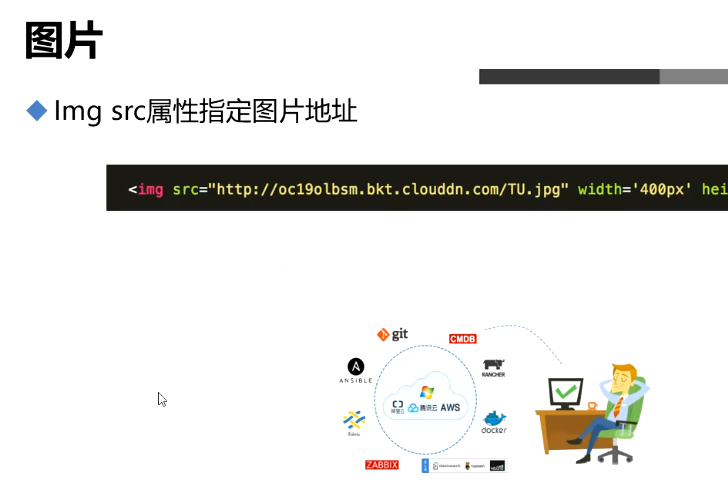 图片
Img src属性指定图片地址
<img src="http://oc19olbsm.bkt.clouddn.com/TU.jpg" width='400px' hei
git
CMDB
ANSIBLE
RANCHER
阿里云 腾讯云 AWS
Fabric
docker
ZABBIX